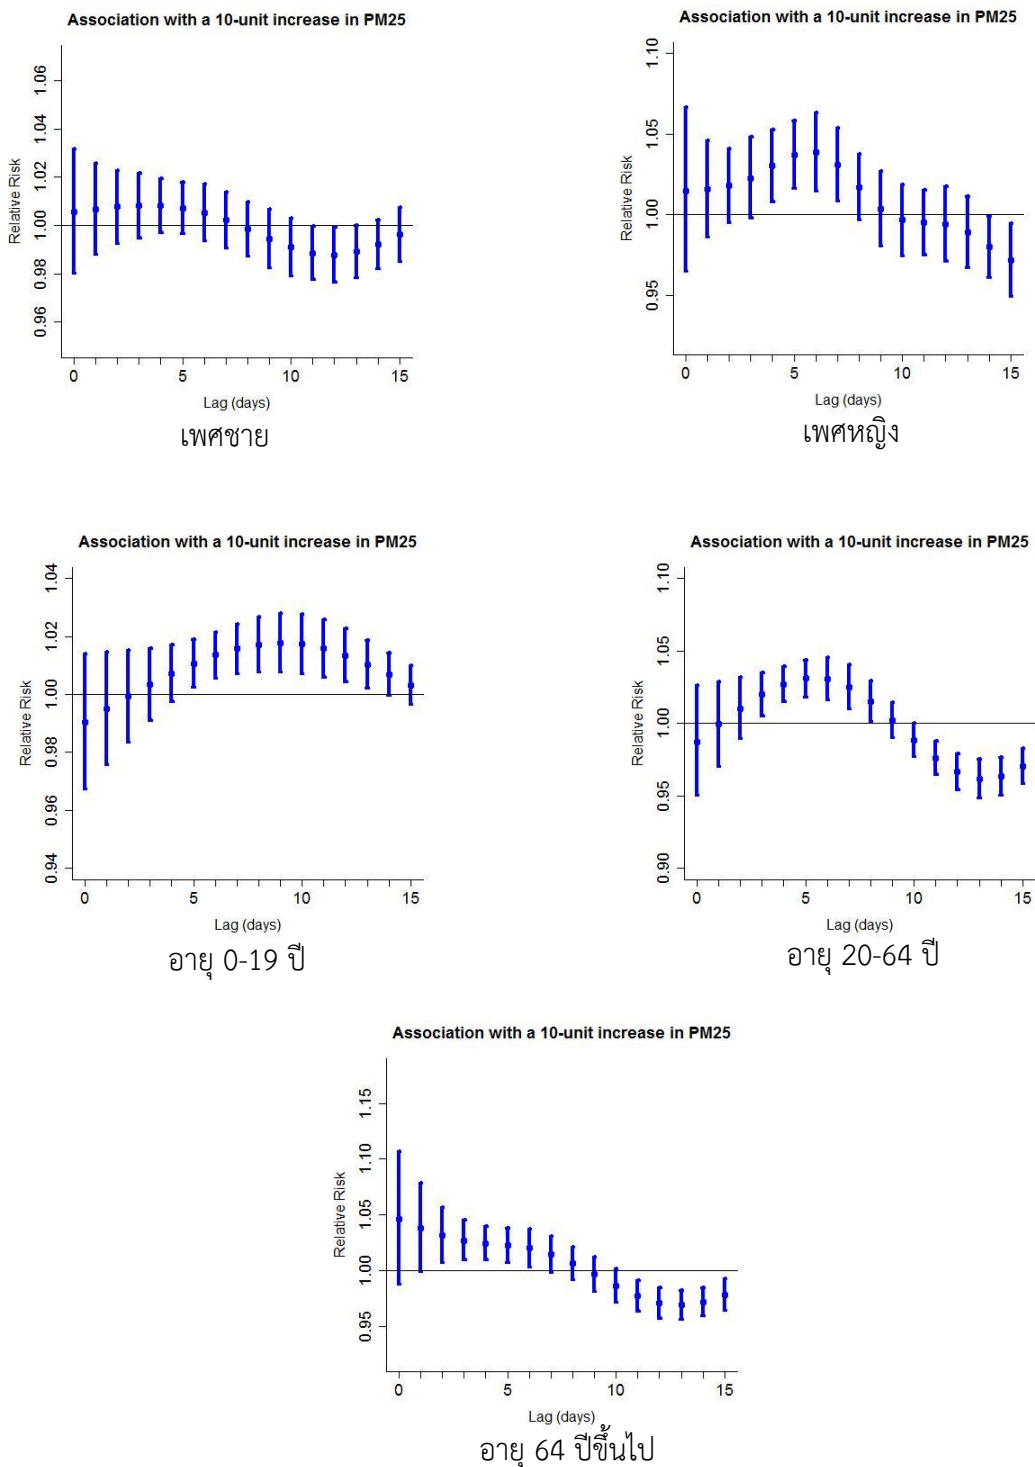 Association with a 10-unit increase in PM25
Relative Risk
1.06
1.04
1.02
1.00
0.98
0.96
0 5 10 15
Lag (days)
เพศชาย
Association with a 10-unit increase in PM25
Relative Risk
1.10
1.05
1.00
0.95
0 5 10 15
Lag (days)
เพศหญิง
Association with a 10-unit increase in PM25
Relative Risk
1.04
1.02
1.00
0.98
0.96
0.94
0 5 10 15
Lag (days)
อายุ 0-19 ปี
Association with a 10-unit increase in PM25
Relative Risk
1.10
1.05
1.00
0.95
0.90
0 5 10 15
Lag (days)
อายุ 20-64 ปี
Association with a 10-unit increase in PM25
Relative Risk
1.15
1.10
1.05
1.00
0.95
0 5 10 15
Lag (days)
อายุ 64 ปีขึ้นไป